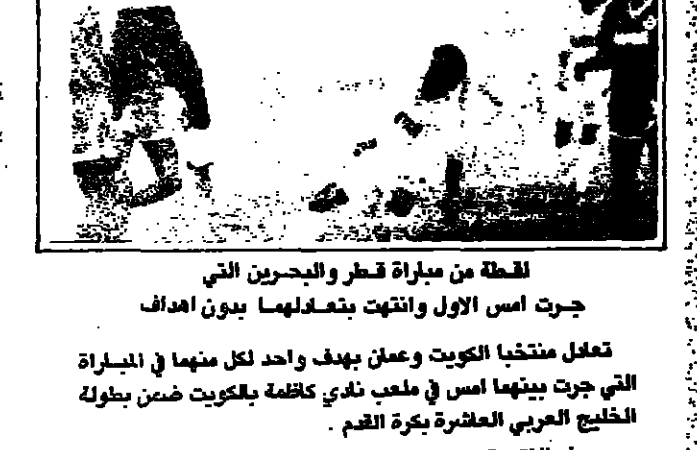 لقطة من مباراة قطر والبحرين التي
جرت امس الاول وانتهت بتعادلهما بدون اهداف
تعادل منتخبا الكويت وعمان بهدف واحد لكل منهما في المباراة
التي جرت بينهما امس في ملعب نادي كاظمة بالكويت ضمن بطولة
الخليج العربي العاشرة بكرة القدم .